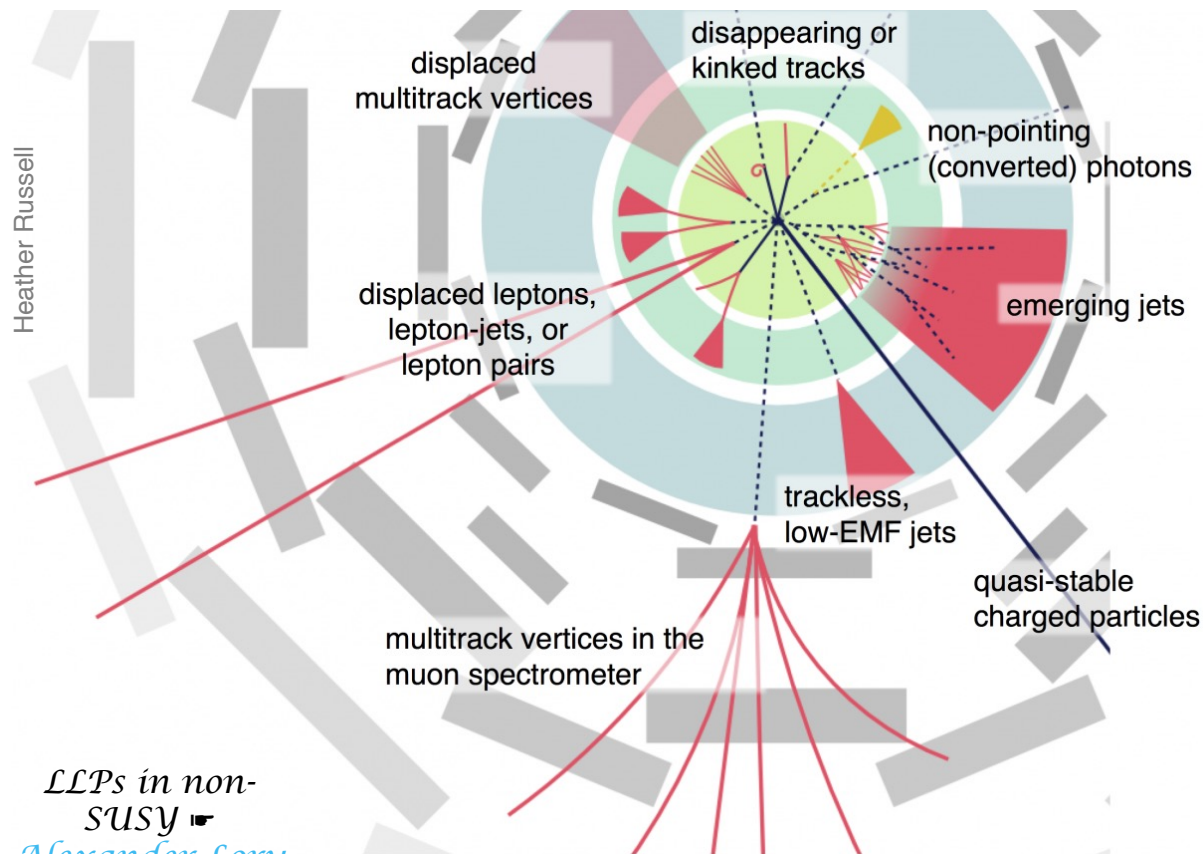 disappearing or
kinked tracks
displaced
multitrack vertices
non-pointing
(converted) photons
Heather Russell
displaced leptons,
lepton-jets, or
lepton pairs
emerging jets
trackless,
low-EMF jets
quasi-stable
charged particles
multitrack vertices in the
muon spectrometer
LLPs in non-
SUSY ☛
Alexander